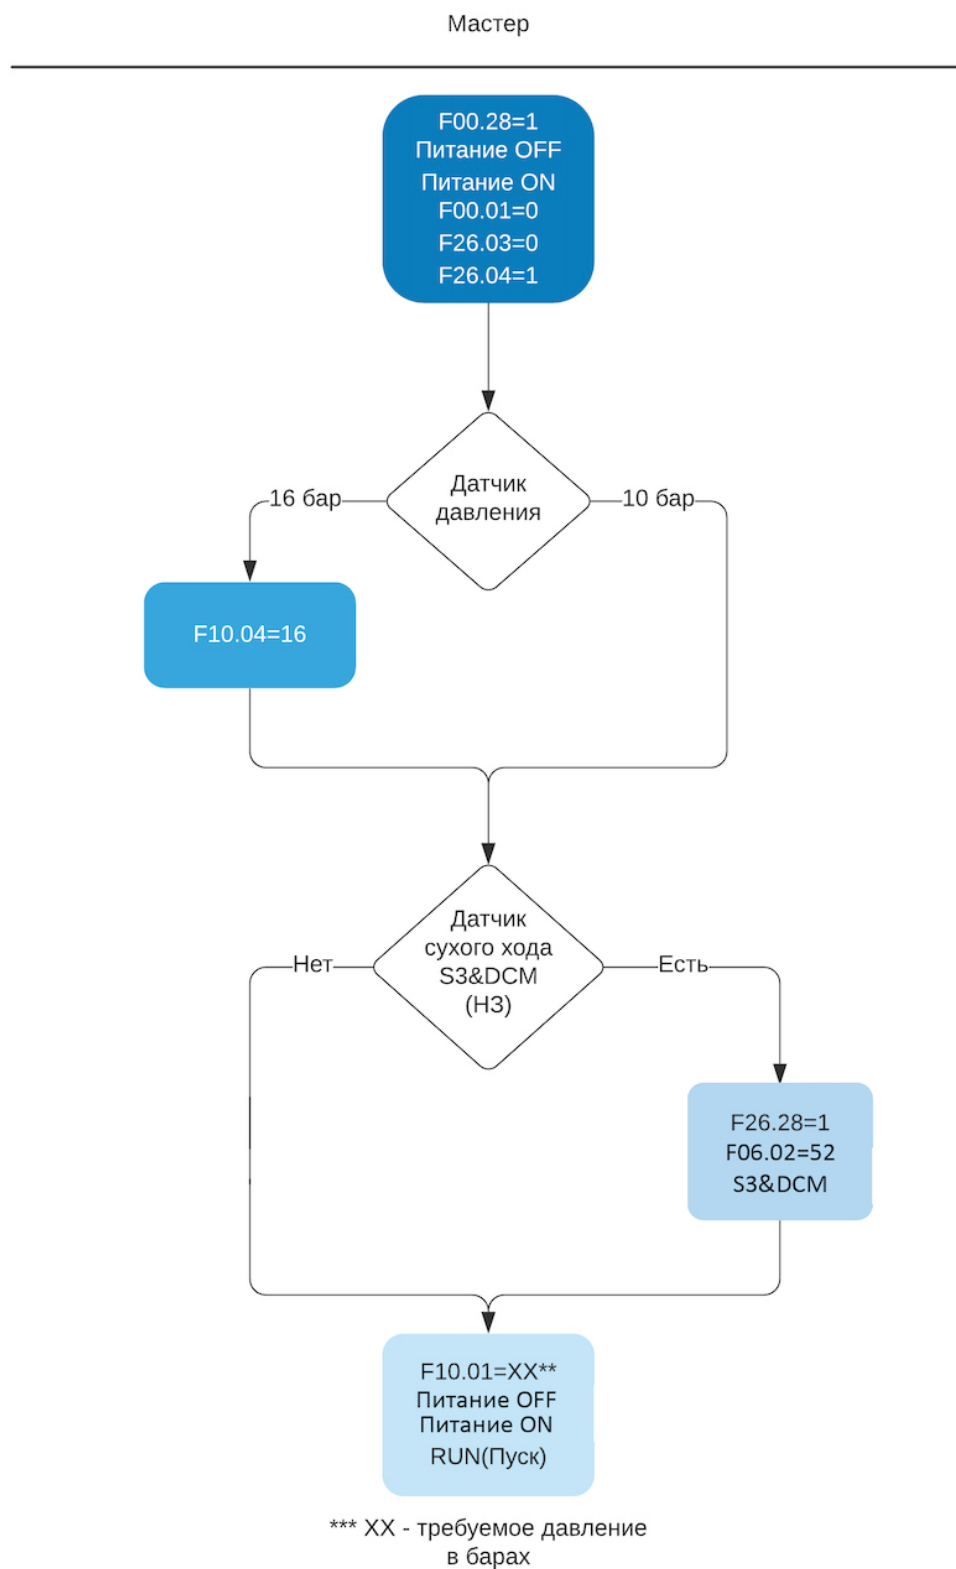 Мастер
F00.28=1
Питание OFF
Питание ON
F00.01=0
F26.03=0
F26.04=1
Датчик
давления
16 бар
10 бар
F10.04=16
Датчик
сухого хода
S3&DCM
(НЗ)
Нет
Есть
F26.28=1
F06.02=52
S3&DCM
F10.01=XX**
Питание OFF
Питание ON
RUN(Пуск)
*** XX - требуемое давление
в барах